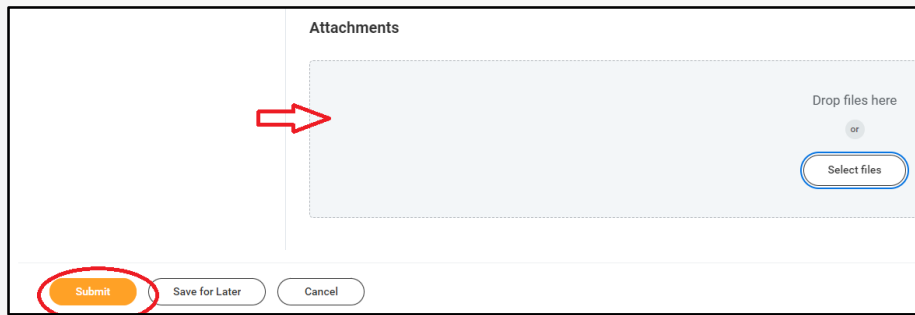 Attachments
Drop files here
or
Select files
Submit
Save for Later
Cancel